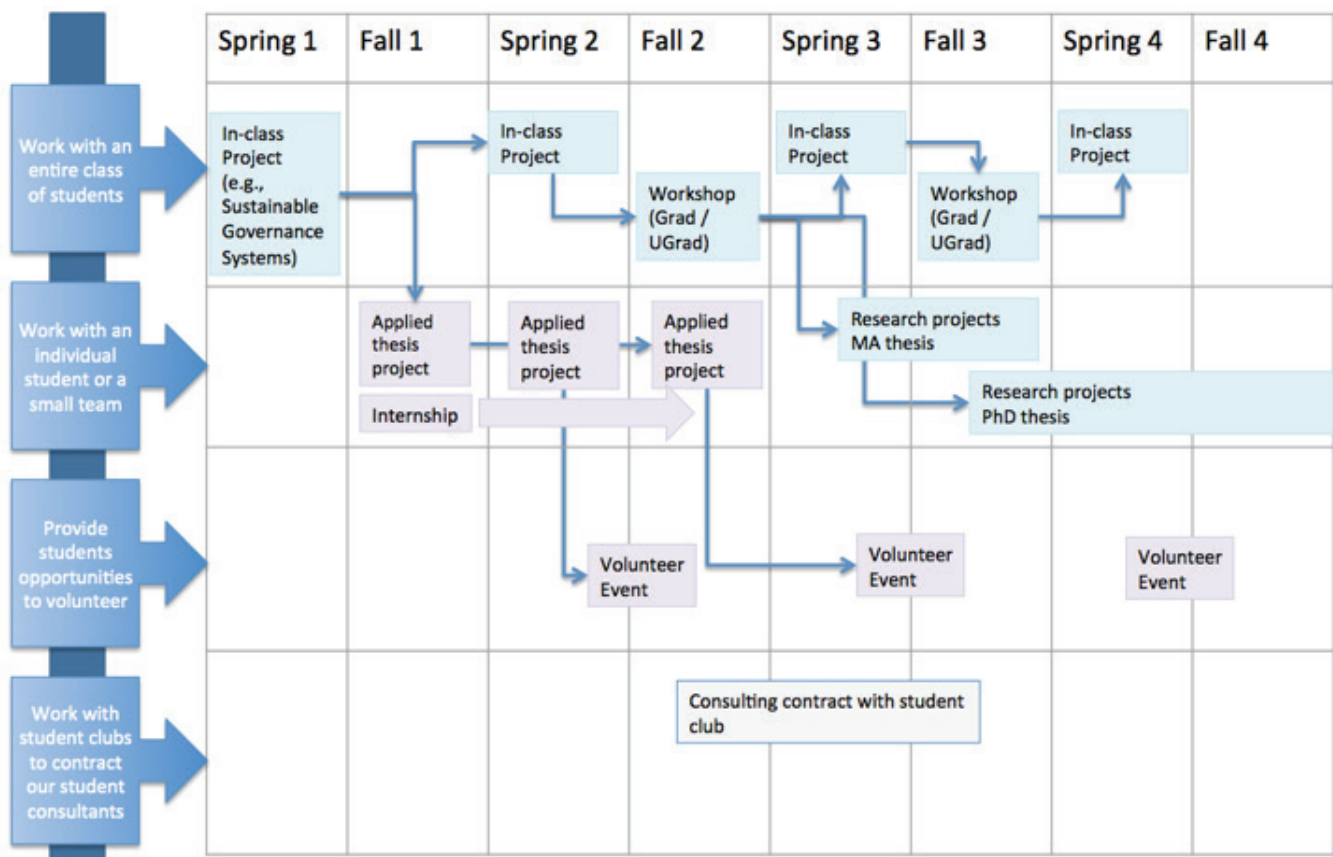 Spring 1
Fall 1
Spring 2
Fall 2
Spring 3
Fall 3
Spring 4
Fall 4
Work with an
entire class
of students
In-class
Project
(e.g.,
Sustainable
Governance
Systems)
In-class
Project
Workshop
(Grad /
UGrad)
In-class
Project
Workshop
(Grad /
UGrad)
In-class
Project
Work with an
individual
student or a
small team
Applied
thesis
project
Applied
thesis
project
Applied
thesis
project
Internship
Research projects
MA thesis
Research projects
PhD thesis
Provide
students
opportunities
to volunteer
Volunteer
Event
Volunteer
Event
Volunteer
Event
Work with
student clubs
to contract
our student
consultants
Consulting contract with student
club